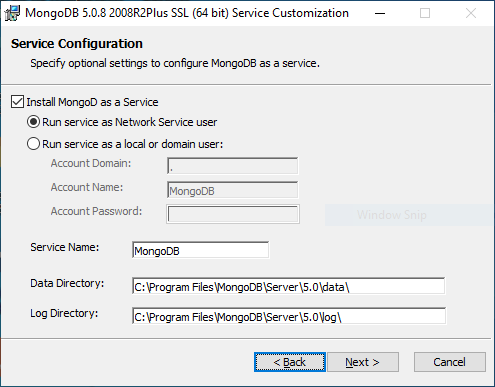 MongoDB 5.0.8 2008R2Plus SSL (64 bit) Service Customization
Service Configuration
Specify optional settings to configure MongoDB as a service.
Install MongoD as a Service
Run service as Network Service user
Run service as a local or domain user:
Account Domain: .
Account Name: MongoDB
Account Password:
Window Snip
Service Name: MongoDB
Data Directory: C:\Program Files\MongoDB\Server\5.0\data\
Log Directory: C:\Program Files\MongoDB\Server\5.0\log\
< Back Next > Cancel